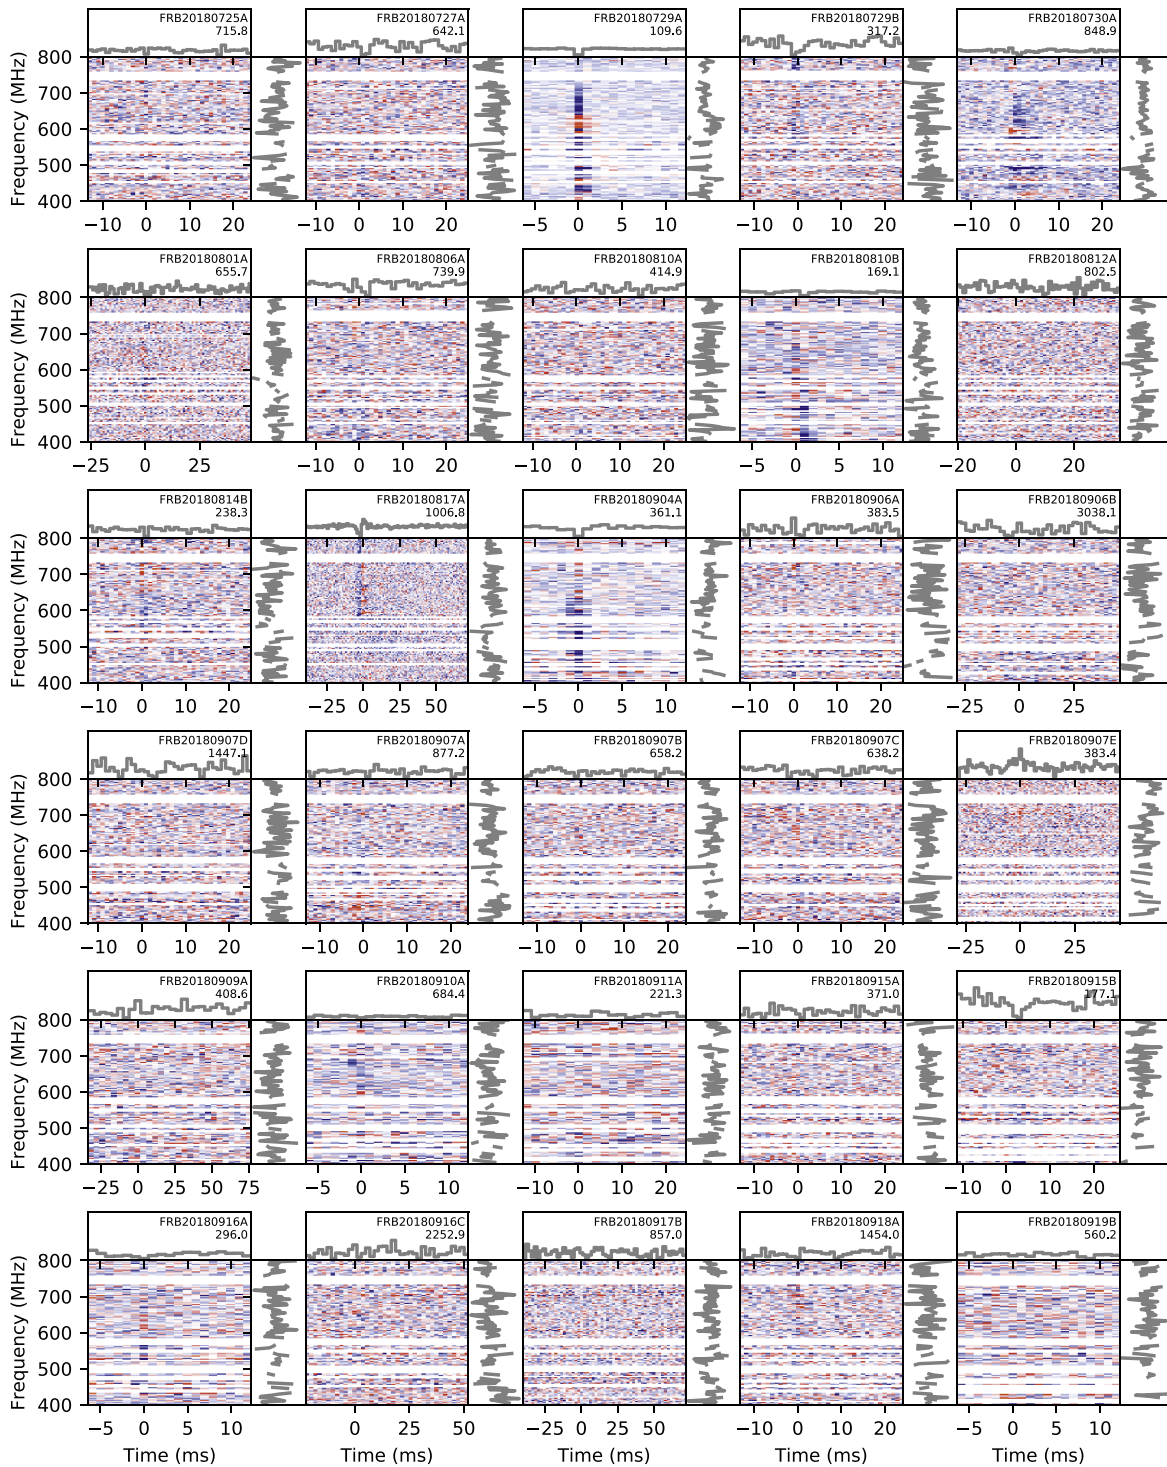 FRB20180725A
715.8
FRB20180727A
642.1
FRB20180729A
109.6
FRB20180729B
317.2
FRB20180730A
848.9
Frequency (MHz)
800
700
600
500
400
−10 0 10 20
−10 0 10 20
−5 0 5 10
−10 0 10 20
−10 0 10 20
FRB20180801A
655.7
FRB20180806A
739.9
FRB20180810A
414.9
FRB20180810B
169.1
FRB20180812A
802.5
Frequency (MHz)
800
700
600
500
400
−25 0 25
−10 0 10 20
−10 0 10 20
−5 0 5 10
−20 0 20
FRB20180814B
238.3
FRB20180817A
1006.8
FRB20180904A
361.1
FRB20180906A
383.5
FRB20180906B
3038.1
Frequency (MHz)
800
700
600
500
400
−10 0 10 20
−25 0 25 50
−5 0 5 10
−10 0 10 20
−25 0 25
FRB20180907D
1447.1
FRB20180907A
877.2
FRB20180907B
658.2
FRB20180907C
638.2
FRB20180907E
383.4
Frequency (MHz)
800
700
600
500
400
−10 0 10 20
−10 0 10 20
−10 0 10 20
−10 0 10 20
−25 0 25
FRB20180909A
408.6
FRB20180910A
684.4
FRB20180911A
221.3
FRB20180915A
371.0
FRB20180915B
177.1
Frequency (MHz)
800
700
600
500
400
−25 0 25 50 75
−5 0 5 10
−10 0 10 20
−10 0 10 20
−10 0 10 20
FRB20180916A
296.0
FRB20180916C
2252.9
FRB20180917B
857.0
FRB20180918A
1454.0
FRB20180919B
560.2
Frequency (MHz)
800
700
600
500
400
−5 0 5 10
0 25 50
−25 0 25 50
−10 0 10 20
−5 0 5 10
Time (ms)
Time (ms)
Time (ms)
Time (ms)
Time (ms)